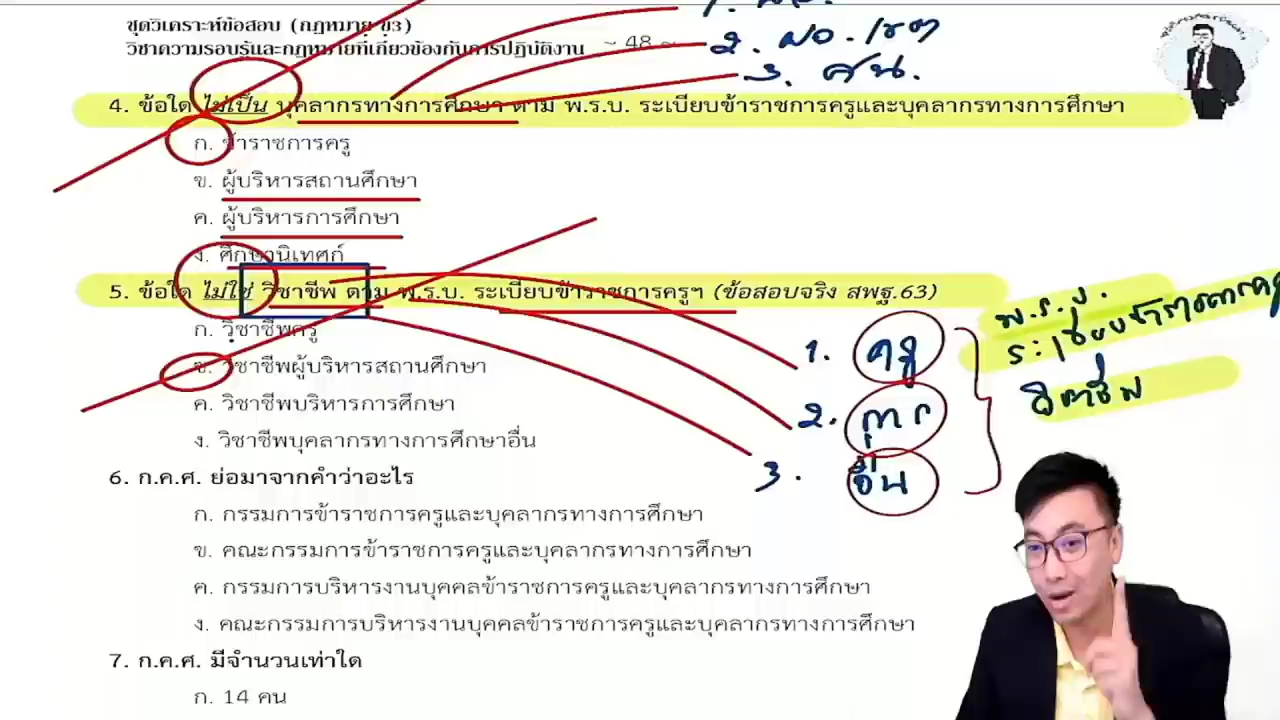 ชุดวิเคราะห์ข้อสอบ (กฎหมาย ข3)
วิชาความรอบรู้และกฎหมายที่เกี่ยวข้องกับการปฏิบัติงาน ~ 48 ~
2. ผอ. เขต
3. ศน.
4. ข้อใด ไม่เป็น บุคลากรทางการศึกษา ตาม พ.ร.บ. ระเบียบข้าราชการครูและบุคลากรทางการศึกษา
ก. ข้าราชการครู
ข. ผู้บริหารสถานศึกษา
ค. ผู้บริหารการศึกษา
ง. ศึกษานิเทศก์
5. ข้อใด ไม่ใช่ วิชาชีพ ตาม พ.ร.บ. ระเบียบข้าราชการครูฯ (ข้อสอบจริง สพฐ.63)
ก. วิชาชีพครู
ข. วิชาชีพผู้บริหารสถานศึกษา
ค. วิชาชีพบริหารการศึกษา
ง. วิชาชีพบุคลากรทางการศึกษาอื่น
1. ครู
2.
3. อื่น
พ.ร.บ.
ระเบียบข้าราชการครู
วิชาชีพ
6. ก.ค.ศ. ย่อมาจากคำว่าอะไร
ก. กรรมการข้าราชการครูและบุคลากรทางการศึกษา
ข. คณะกรรมการข้าราชการครูและบุคลากรทางการศึกษา
ค. กรรมการบริหารงานบุคคลข้าราชการครูและบุคลากรทางการศึกษา
ง. คณะกรรมการบริหารงานบุคคลข้าราชการครูและบุคลากรทางการศึกษา
7. ก.ค.ศ. มีจำนวนเท่าใด
ก. 14 คน